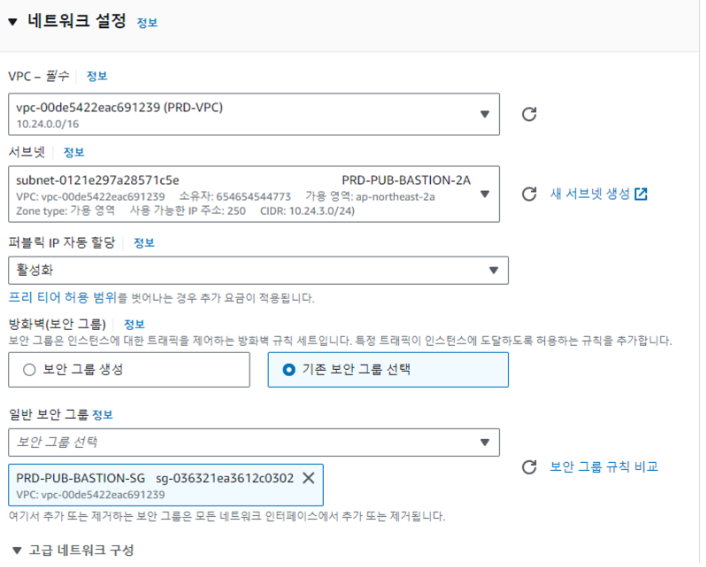 ▼ 네트워크 설정 정보
VPC – 필수 정보
vpc-00de5422eac691239 (PRD-VPC)
10.24.0.0/16
서브넷 정보
subnet-0121e297a28571c5e PRD-PUB-BASTION-2A
VPC: vpc-00de5422eac691239 소유자: 654654544773 가용 영역: ap-northeast-2a
Zone type: 가용 영역 사용 가능한 IP 주소: 250 CIDR: 10.24.3.0/24)
새 서브넷 생성
퍼블릭 IP 자동 할당 정보
활성화
프리 티어 허용 범위를 벗어나는 경우 추가 요금이 적용됩니다.
방화벽(보안 그룹) 정보
보안 그룹은 인스턴스에 대한 트래픽을 제어하는 방화벽 규칙 세트입니다. 특정 트래픽이 인스턴스에 도달하도록 허용하는 규칙을 추가합니다.
보안 그룹 생성
기존 보안 그룹 선택
일반 보안 그룹 정보
보안 그룹 선택
PRD-PUB-BASTION-SG sg-036321ea3612c0302
VPC: vpc-00de5422eac691239
보안 그룹 규칙 비교
여기서 추가 또는 제거하는 보안 그룹은 모든 네트워크 인터페이스에서 추가 또는 제거됩니다.
▼ 고급 네트워크 구성